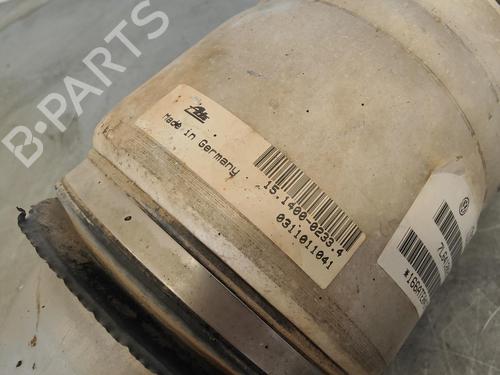 B-PARTS
Ate
Made in Germany
15.1400-0233.4
0311011041